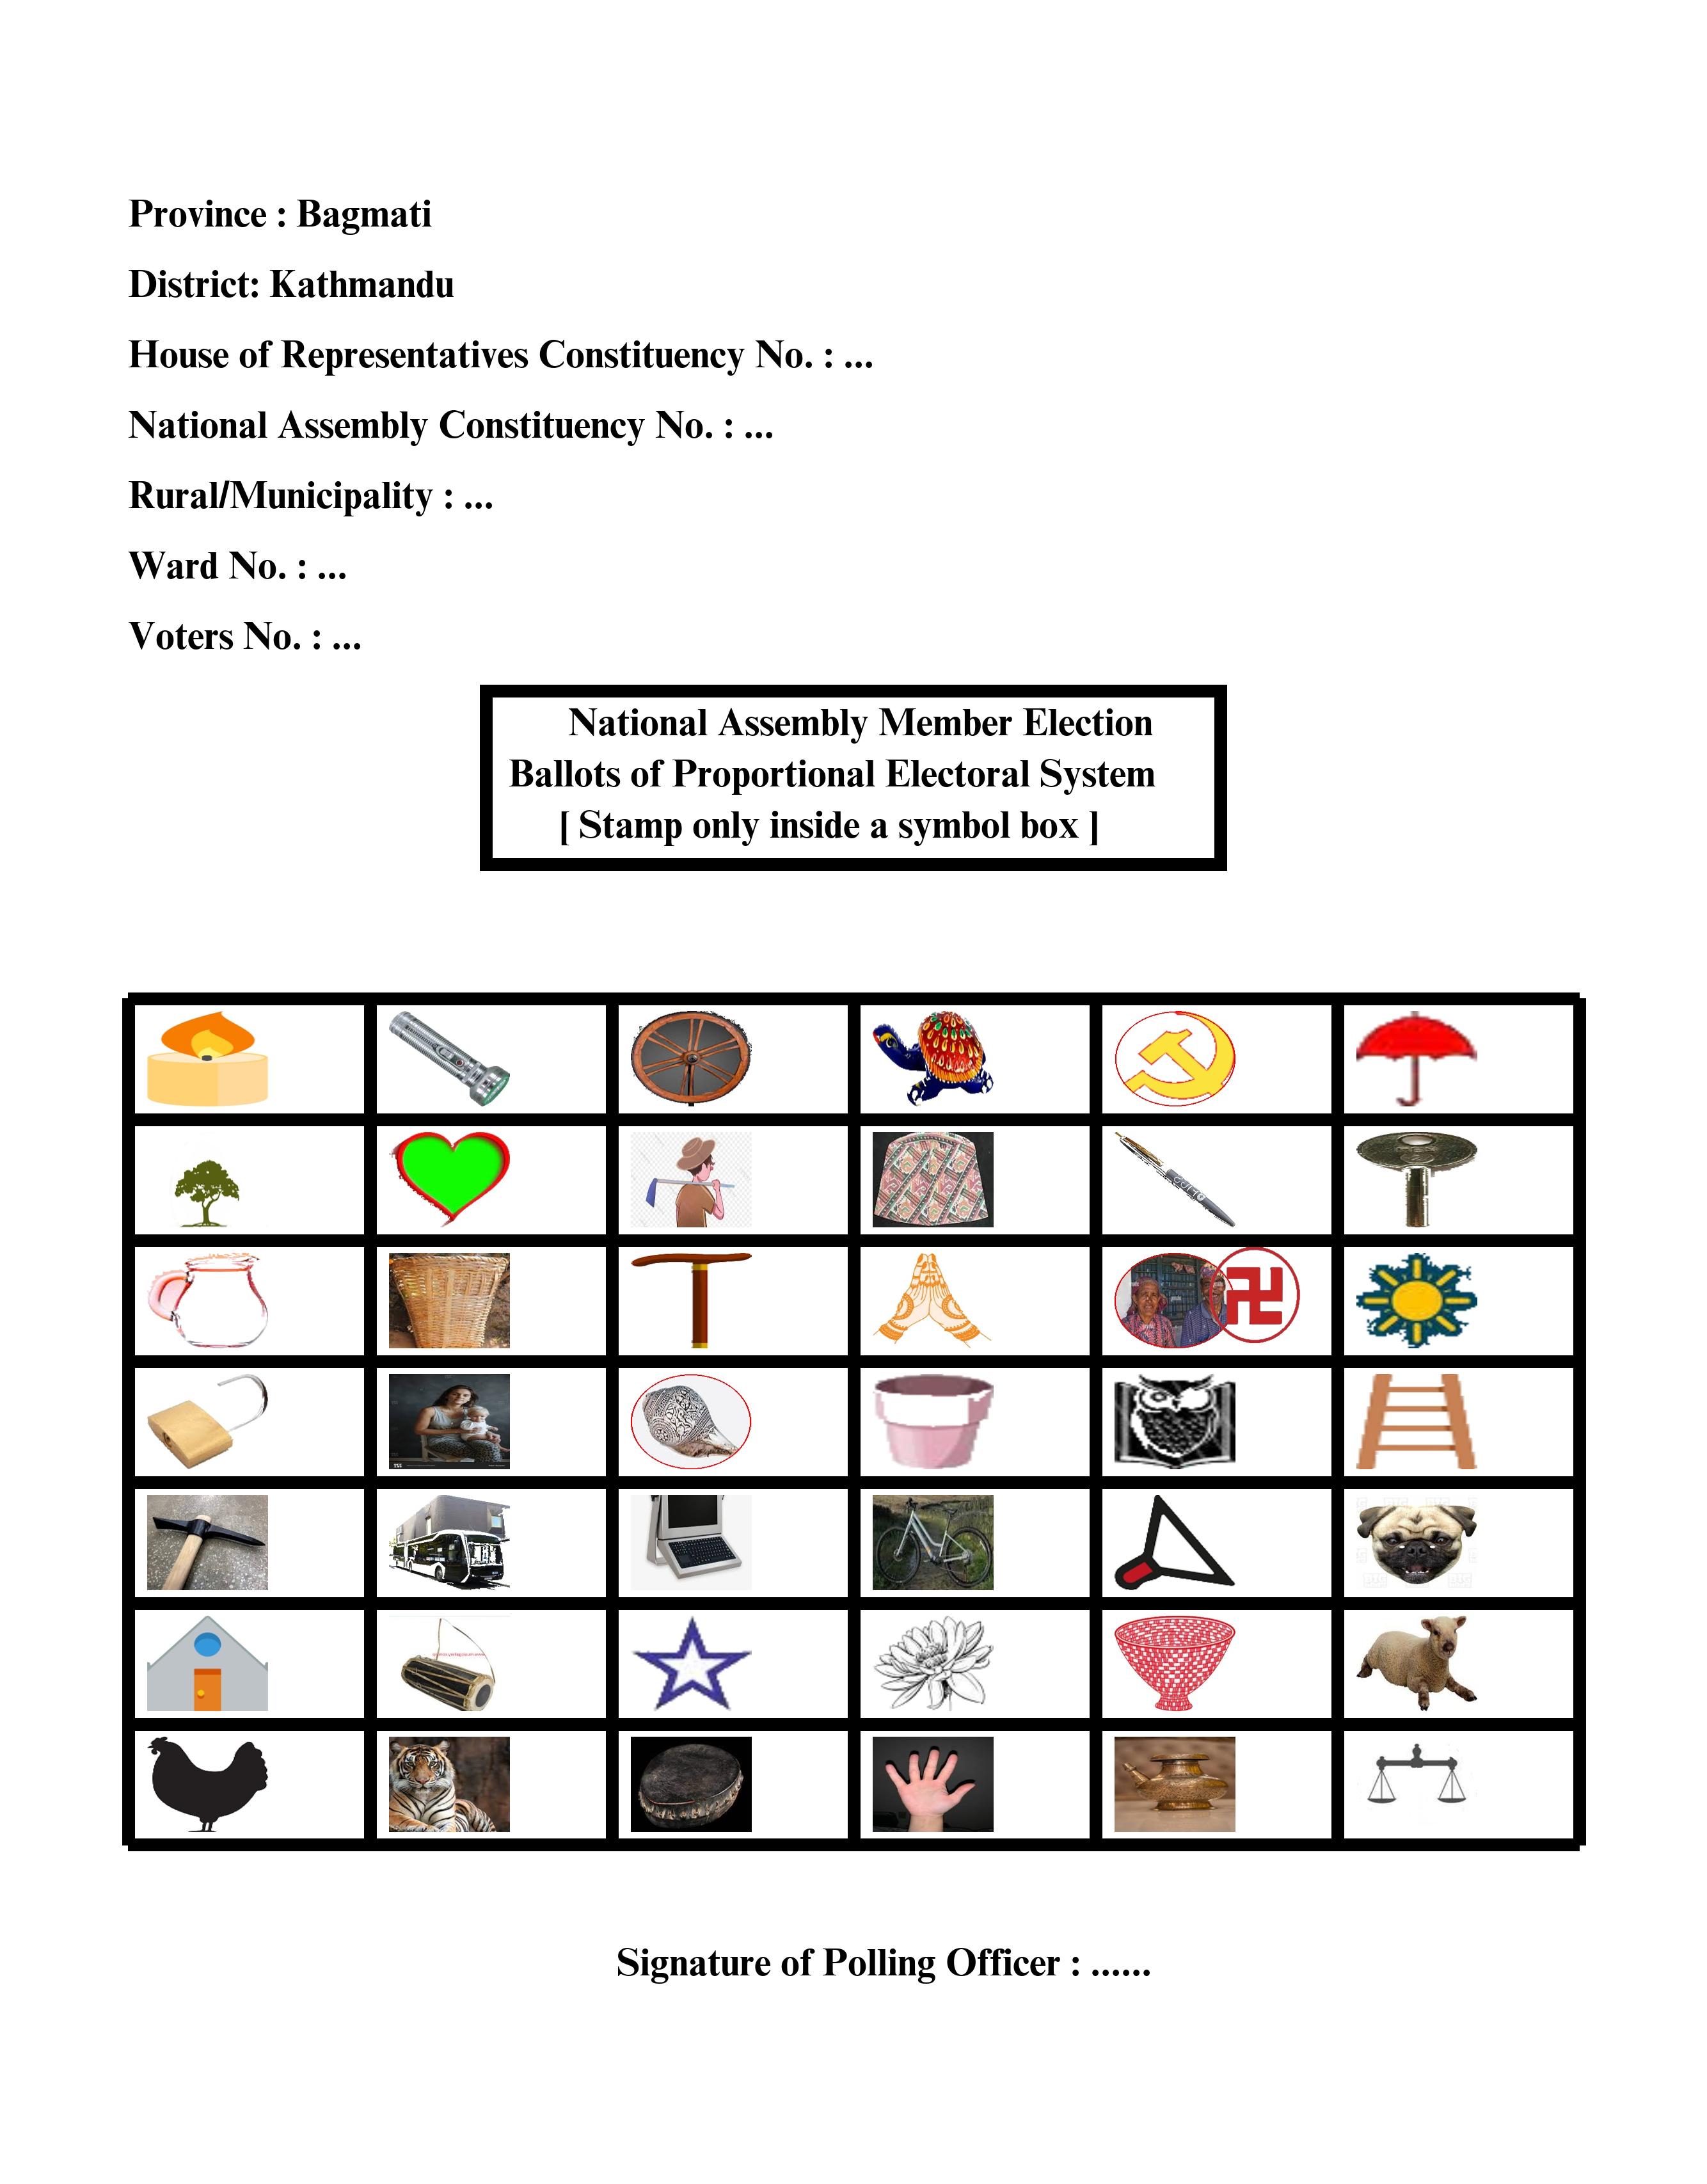 Province : Bagmati
District: Kathmandu
House of Representatives Constituency No. : ...
National Assembly Constituency No. : ...
Rural/Municipality : ...
Ward No. : ...
Voters No. : ...
National Assembly Member Election
Ballots of Proportional Electoral System
[ Stamp only inside a symbol box ]
Signature of Polling Officer : ......